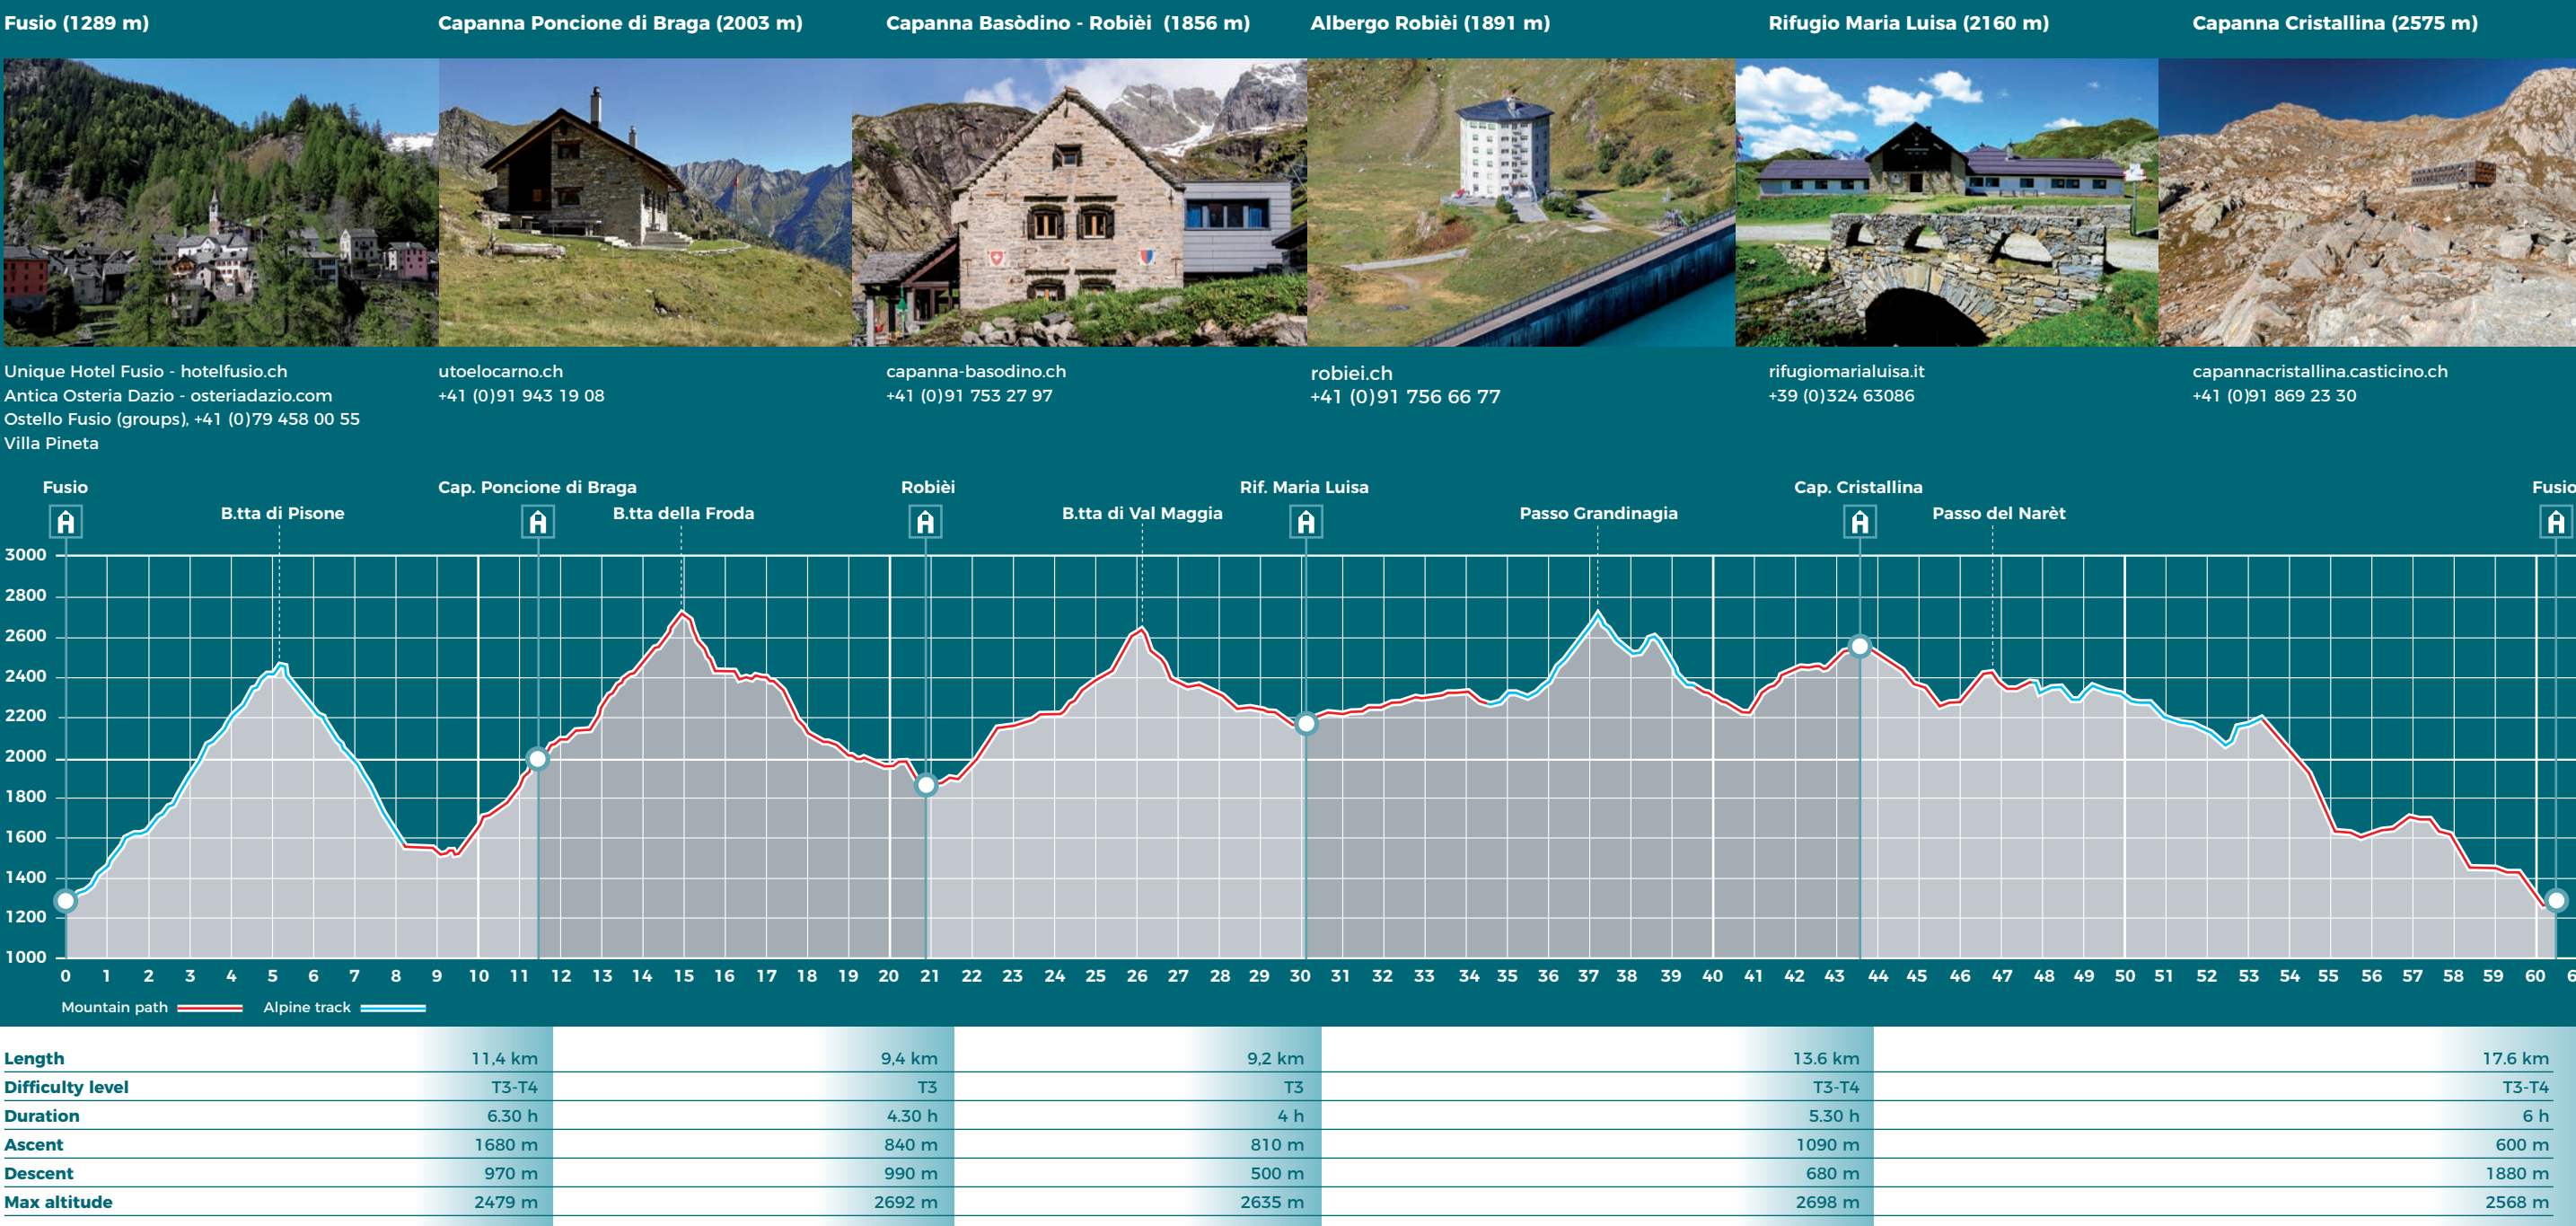 Fusio (1289 m)
Capanna Poncione di Braga (2003 m)
Capanna Basòdino - Robièi (1856 m)
Albergo Robièi (1891 m)
Rifugio Maria Luisa (2160 m)
Capanna Cristallina (2575 m)
Unique Hotel Fusio - hotelfusio.ch
Antica Osteria Dazio - osteriadazio.com
Ostello Fusio (groups), +41 (0)79 458 00 55
Villa Pineta
utoelocarno.ch
+41 (0)91 943 19 08
capanna-basodino.ch
+41 (0)91 753 27 97
robiei.ch
+41 (0)91 756 66 77
rifugiomarialuisa.it
+39 (0)324 63086
capannacristallina.casticino.ch
+41 (0)91 869 23 30
Fusio Cap. Poncione di Braga Robièi Rif. Maria Luisa Cap. Cristallina Fusio
B.tta di Pisone B.tta della Froda B.tta di Val Maggia Passo Grandinagia Passo del Narèt
3000
2800
2600
2400
2200
2000
1800
1600
1400
1200
1000
0 1 2 3 4 5 6 7 8 9 10 11 12 13 14 15 16 17 18 19 20 21 22 23 24 25 26 27 28 29 30 31 32 33 34 35 36 37 38 39 40 41 42 43 44 45 46 47 48 49 50 51 52 53 54 55 56 57 58 59 60 6
Mountain path Alpine track
Length 11,4 km 9,4 km 9,2 km 13.6 km 17.6 km
Difficulty level T3-T4 T3 T3 T3-T4 T3-T4
Duration 6.30 h 4.30 h 4 h 5.30 h 6 h
Ascent 1680 m 840 m 810 m 1090 m 600 m
Descent 970 m 990 m 500 m 680 m 1880 m
Max altitude 2479 m 2692 m 2635 m 2698 m 2568 m